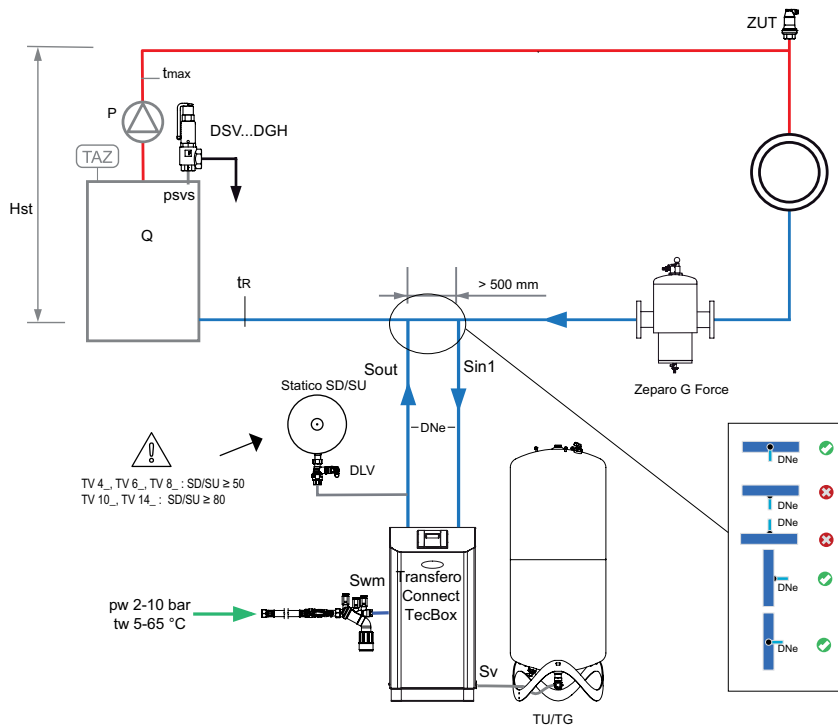 ZUT
tmax
P
DSV...DGH
TAZ
psvs
Hst
Q
tR
> 500 mm
Sout
Sin1
Zeparo G Force
Statico SD/SU
DNe
DLV
TV 4_, TV 6_, TV 8_ : SD/SU ≥ 50
TV 10_, TV 14_ : SD/SU ≥ 80
DNe
DNe
DNe
DNe
DNe
Swm
Transfero
Connect
TecBox
pw 2-10 bar
tw 5-65 °C
Sv
TU/TG